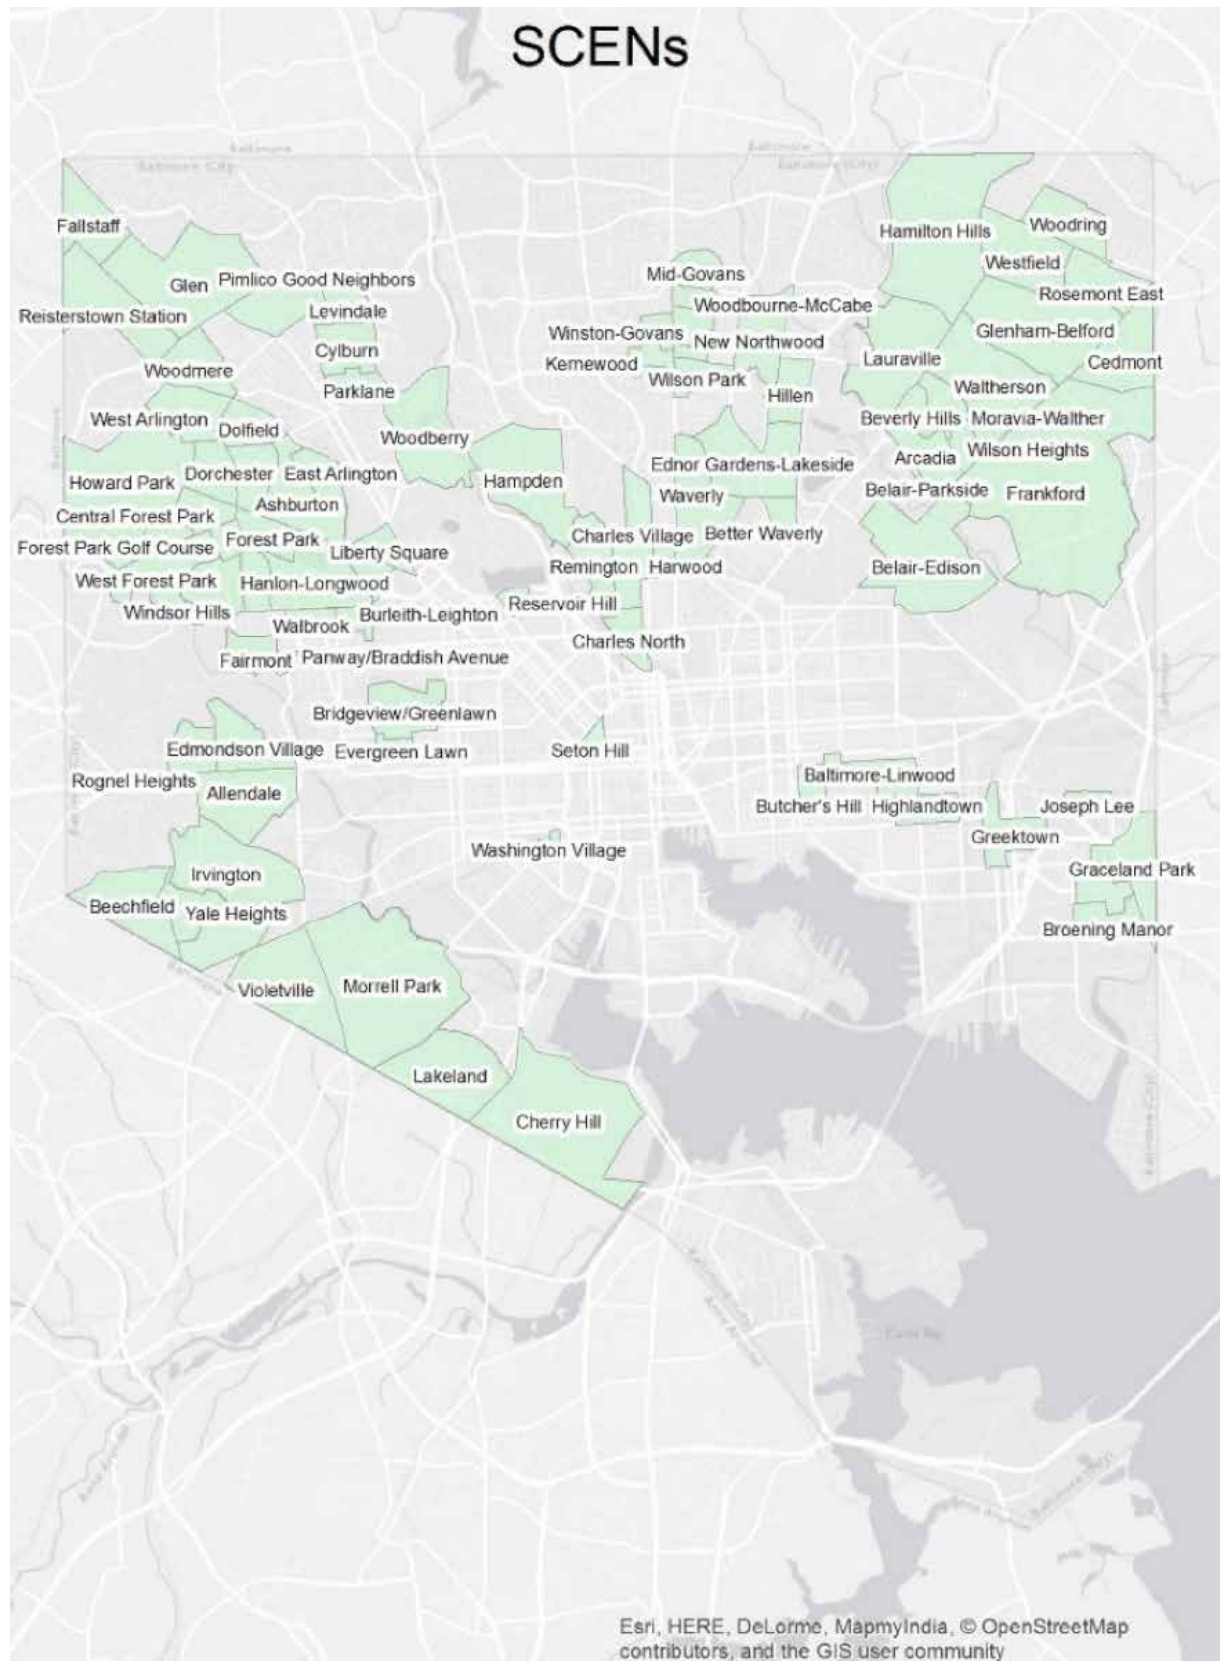 SCENs
Baltimore
Baltimore (City)
Baltimore
Baltimore (City)
Fallstaff
Hamilton Hills
Woodring
Westfield
Glen
Pimlico Good Neighbors
Mid-Govans
Rosemont East
Reisterstown Station
Levindale
Woodbourne-McCabe
Glenham-Belford
Winston-Govans
New Northwood
Cylburn
Kernewood
Lauraville
Cedmont
Woodmere
Wilson Park
Waltherson
Parklane
Hillen
West Arlington
Dolfield
Woodberry
Beverly Hills
Moravia-Walther
Arcadia
Wilson Heights
Ednor Gardens-Lakeside
Howard Park
Dorchester
East Arlington
Hampden
Waverly
Belair-Parkside
Frankford
Ashburton
Central Forest Park
Forest Park Golf Course
Forest Park
Liberty Square
Charles Village
Better Waverly
Remington
Harwood
Belair-Edison
West Forest Park
Hanlon-Longwood
Windsor Hills
Burleith-Leighton
Reservoir Hill
Walbrook
Charles North
Fairmont
Panway/Braddish Avenue
Bridgeview/Greenlawn
Edmondson Village
Evergreen Lawn
Seton Hill
Rognel Heights
Allendale
Baltimore-Linwood
Butcher's Hill
Highlandtown
Joseph Lee
Greektown
Washington Village
Irvington
Graceland Park
Beechfield
Yale Heights
Broening Manor
Violetville
Morrell Park
Lakeland
Cherry Hill
Esri, HERE, DeLorme, MapmyIndia, © OpenStreetMap
contributors, and the GIS user community